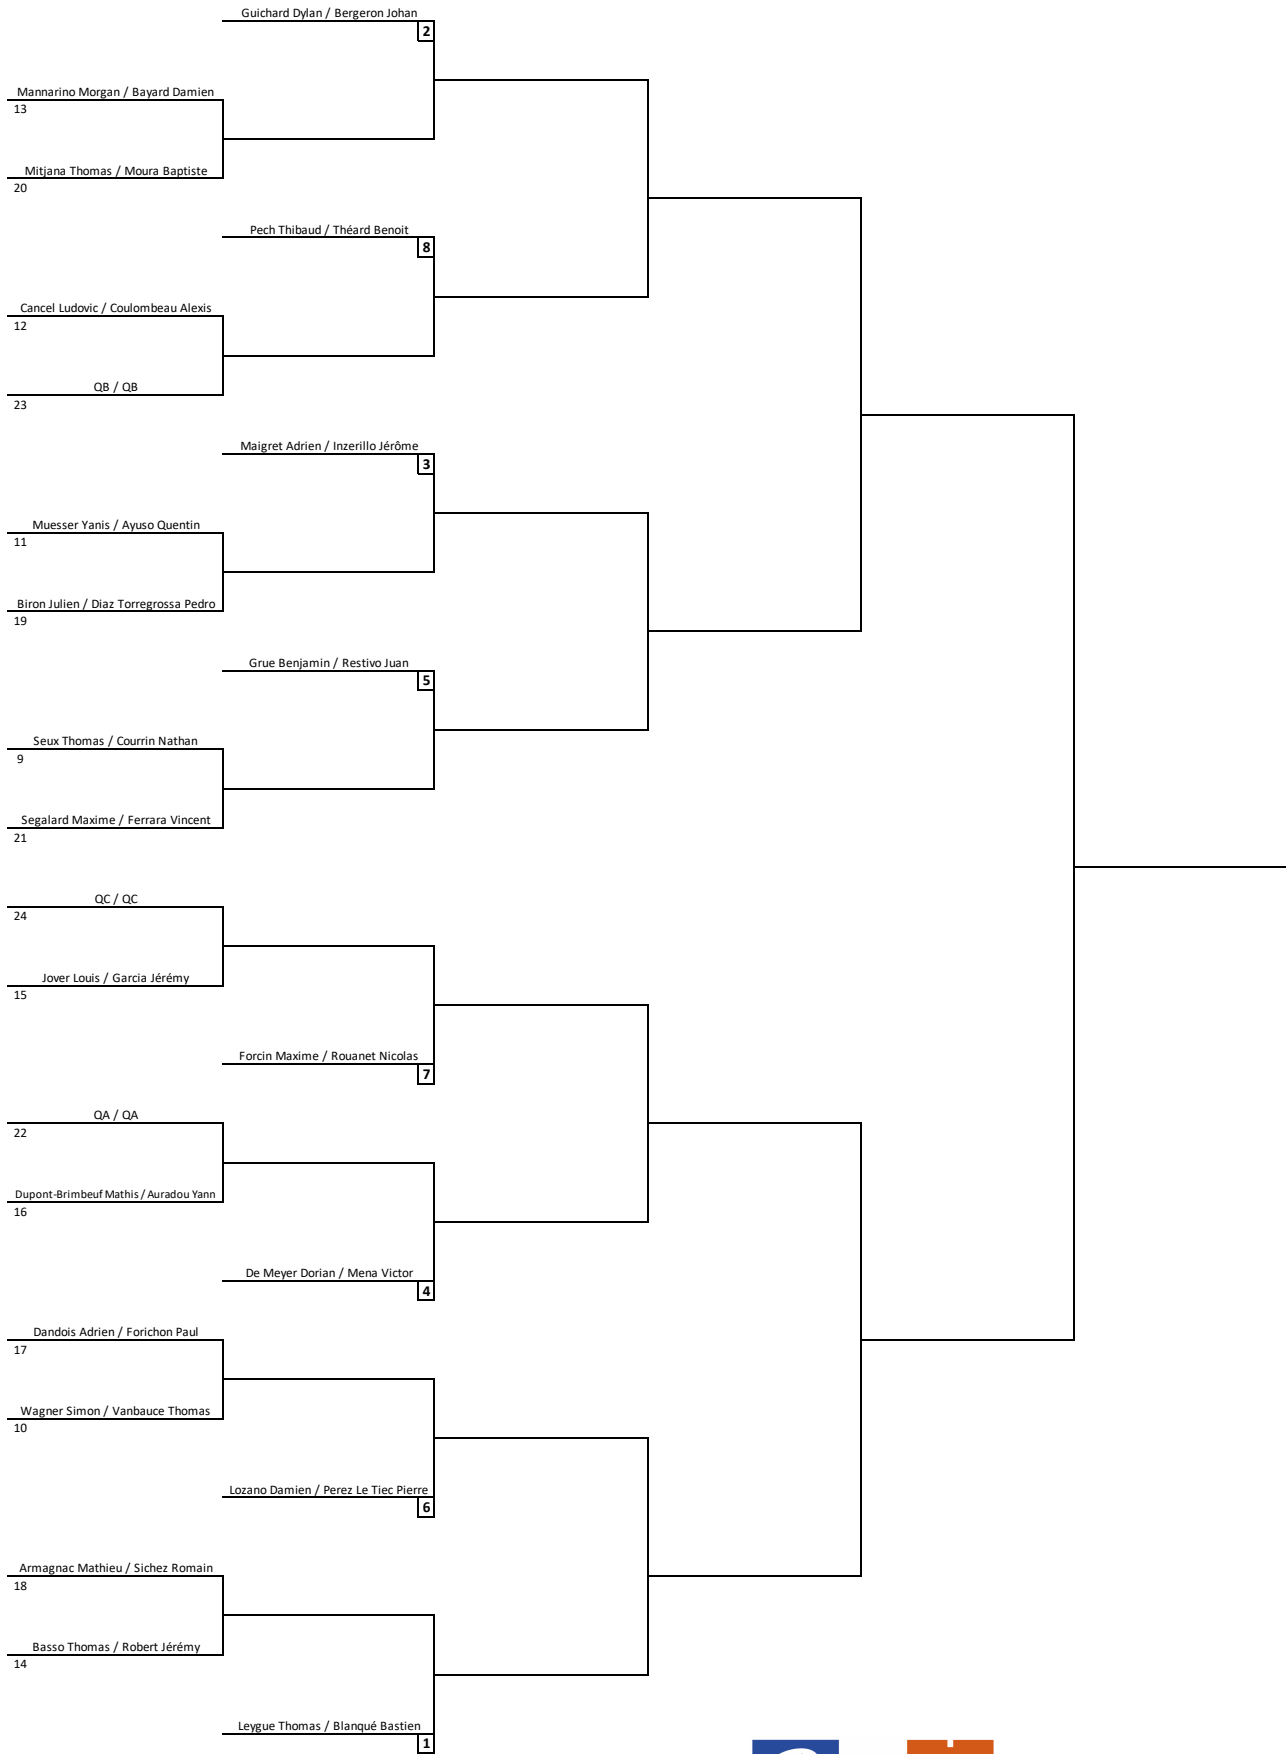 Guichard Dylan / Bergeron Johan
2
Mannarino Morgan / Bayard Damien
13
Mitjana Thomas / Moura Baptiste
20
Pech Thibaud / Théard Benoit
8
Cancel Ludovic / Coulombeau Alexis
12
QB / QB
23
Maigret Adrien / Inzerillo Jérôme
3
Muesser Yanis / Ayuso Quentin
11
Biron Julien / Diaz Torregrossa Pedro
19
Grue Benjamin / Restivo Juan
5
Seux Thomas / Courrin Nathan
9
Segalard Maxime / Ferrara Vincent
21
QC / QC
24
Jover Louis / Garcia Jérémy
15
Forcin Maxime / Rouanet Nicolas
7
QA / QA
22
Dupont-Brimbeuf Mathis / Auradou Yann
16
De Meyer Dorian / Mena Victor
4
Dandois Adrien / Forichon Paul
17
Wagner Simon / Vanbauce Thomas
10
Lozano Damien / Perez Le Tiec Pierre
6
Armagnac Mathieu / Sichez Romain
18
Basso Thomas / Robert Jérémy
14
Leygue Thomas / Blanqué Bastien
1